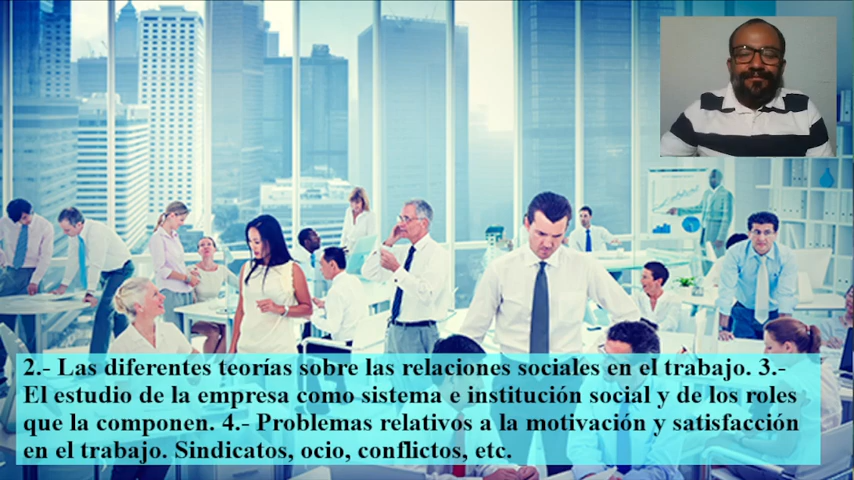 2.- Las diferentes teorías sobre las relaciones sociales en el trabajo. 3.-
El estudio de la empresa como sistema e institución social y de los roles
que la componen. 4.- Problemas relativos a la motivación y satisfacción
en el trabajo. Sindicatos, ocio, conflictos, etc.